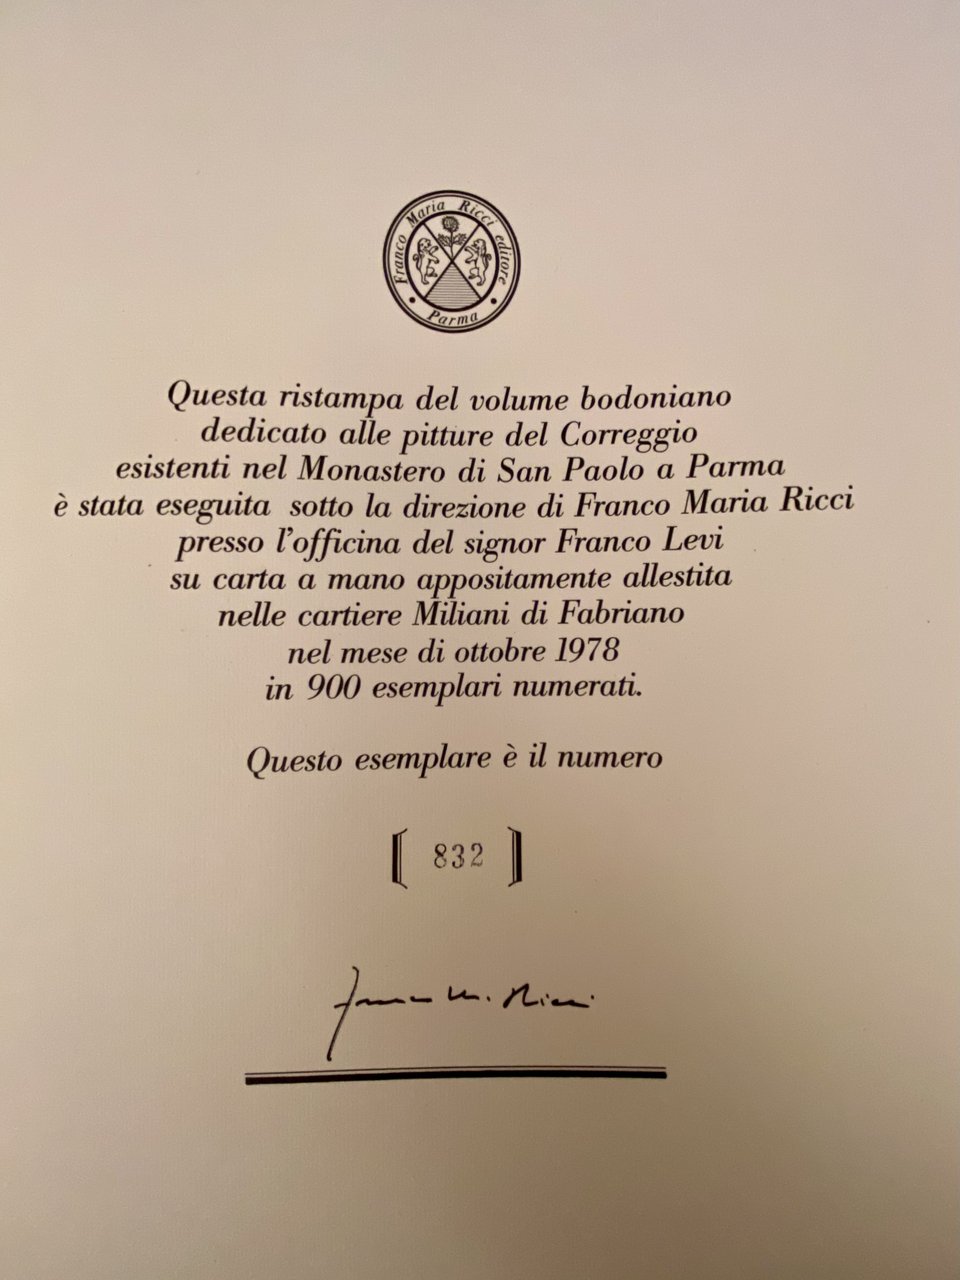 Franco Maria Ricci editore
Parma
Questa ristampa del volume bodoniano
dedicato alle pitture del Correggio
esistenti nel Monastero di San Paolo a Parma
è stata eseguita sotto la direzione di Franco Maria Ricci
presso l'officina del signor Franco Levi
su carta a mano appositamente allestita
nelle cartiere Miliani di Fabriano
nel mese di ottobre 1978
in 900 esemplari numerati.
Questo esemplare è il numero
[ 832 ]
Franco M. Ricci